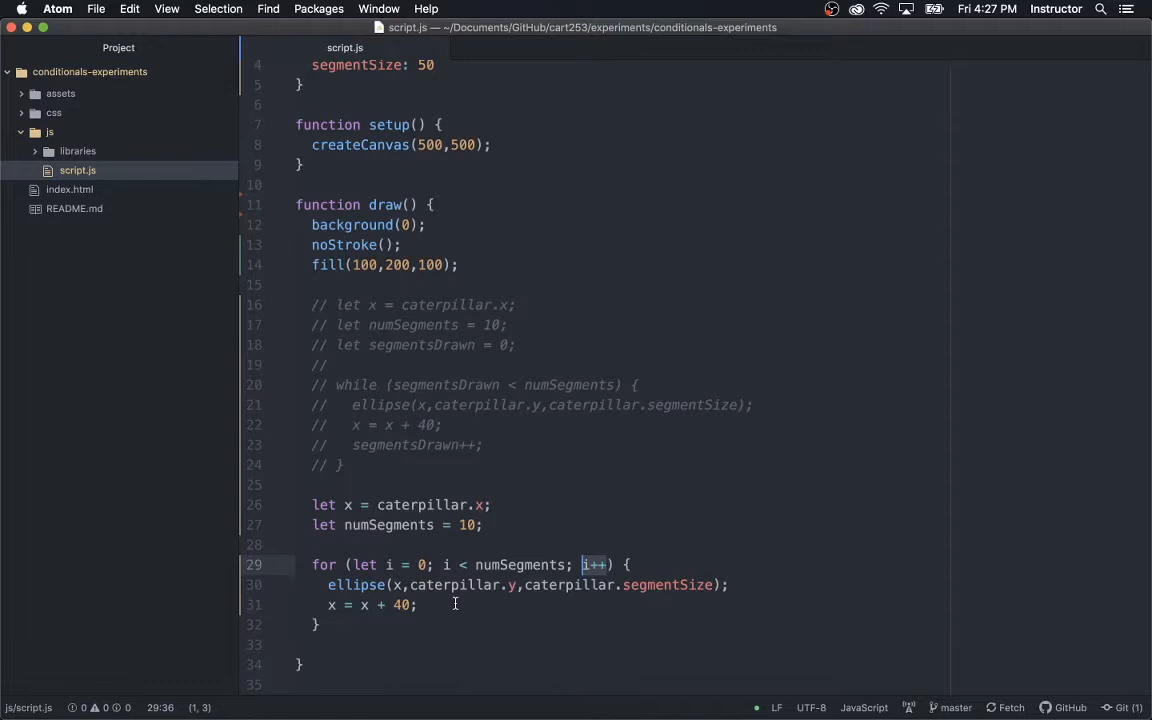 Atom File Edit View Selection Find Packages Window Help Fri 4:27 PM Instructor
script.js — ~/Documents/GitHub/cart253/experiments/conditionals-experiments
Project
script.js
conditionals-experiments
assets
css
js
libraries
script.js
index.html
README.md
4 segmentSize: 50
5 }
6
7 function setup() {
8 createCanvas(500,500);
9 }
10
11 function draw() {
12 background(0);
13 noStroke();
14 fill(100,200,100);
15
16 // let x = caterpillar.x;
17 // let numSegments = 10;
18 // let segmentsDrawn = 0;
19 //
20 // while (segmentsDrawn < numSegments) {
21 //   ellipse(x,caterpillar.y,caterpillar.segmentSize);
22 //   x = x + 40;
23 //   segmentsDrawn++;
24 // }
25
26 let x = caterpillar.x;
27 let numSegments = 10;
28
29 for (let i = 0; i < numSegments; i++) {
30 ellipse(x,caterpillar.y,caterpillar.segmentSize);
31 x = x + 40;
32 }
33
34 }
35
js/script.js 0 0 0 29:36 (1, 3) LF UTF-8 JavaScript master Fetch GitHub Git (1)